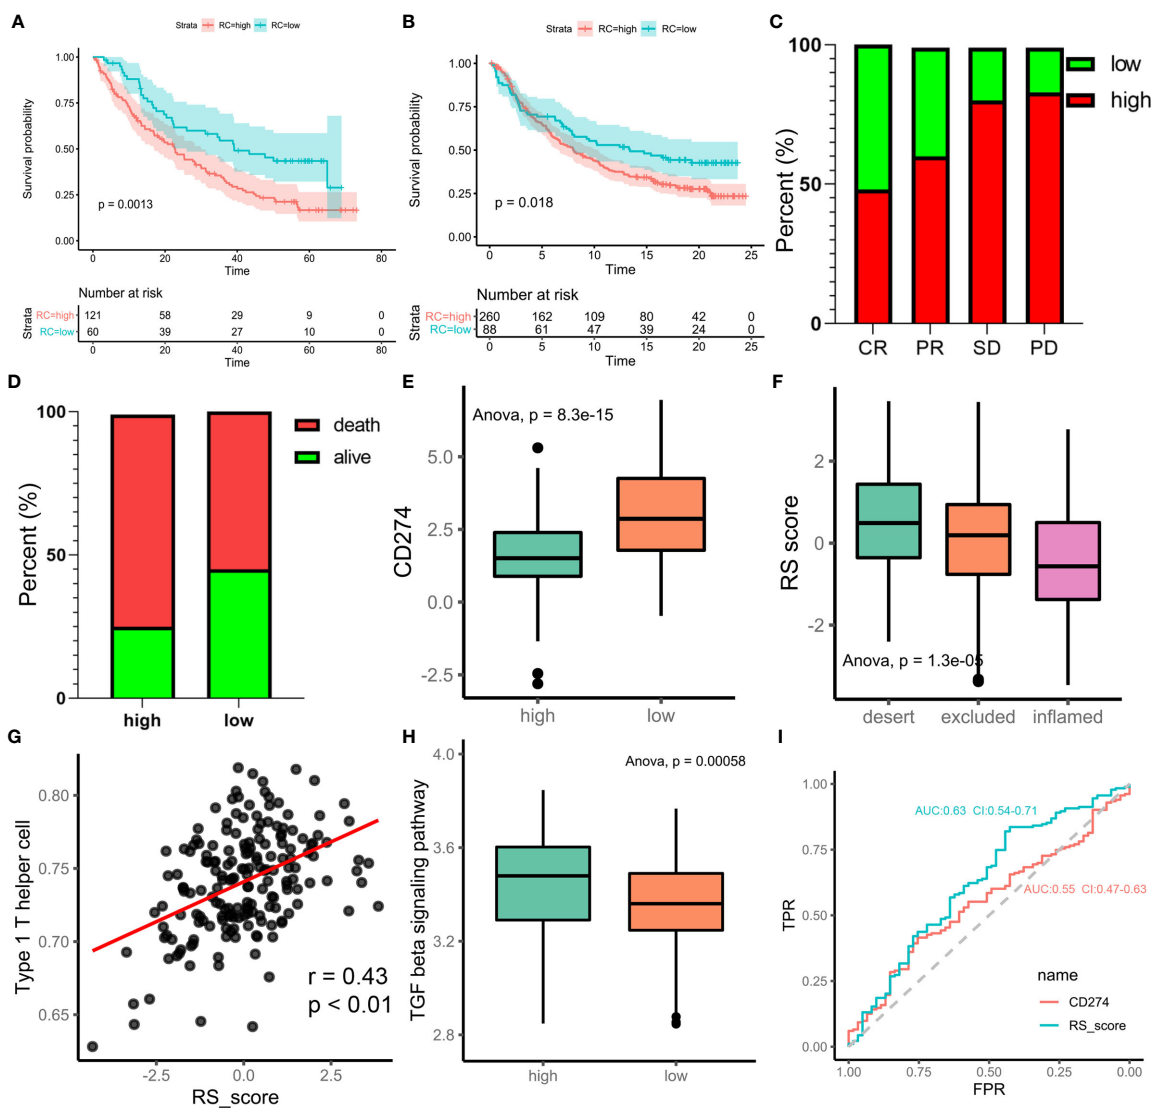 A
Strata RC=high RC=low
Survival probability
1.00
0.75
0.50
0.25
0.00
p = 0.0013
0 20 40 60 80
Time
Number at risk
Strata
RC=high 121 58 29 9 0
RC=low 60 39 27 10 0
0 20 40 60 80
Time
B
Strata RC=high RC=low
Survival probability
1.00
0.75
0.50
0.25
0.00
p = 0.018
0 5 10 15 20 25
Time
Number at risk
Strata
RC=high 260 162 109 80 42 0
RC=low 88 61 47 39 24 0
0 5 10 15 20 25
Time
C
Percent (%)
100
50
0
CR PR SD PD
low
high
D
Percent (%)
100
50
0
high low
death
alive
E
Anova, p = 8.3e-15
CD274
5.0
2.5
0.0
-2.5
high low
F
RS score
2
0
-2
Anova, p = 1.3e-05
desert excluded inflamed
G
Type 1 T helper cell
0.80
0.75
0.70
0.65
r = 0.43
p < 0.01
-2.5 0.0 2.5
RS_score
H
Anova, p = 0.00058
TGF beta signaling pathway
4.0
3.6
3.2
2.8
high low
I
TPR
1.00
0.75
0.50
0.25
0.00
AUC:0.63 CI:0.54-0.71
AUC:0.55 CI:0.47-0.63
name
CD274
RS_score
1.00 0.75 0.50 0.25 0.00
FPR